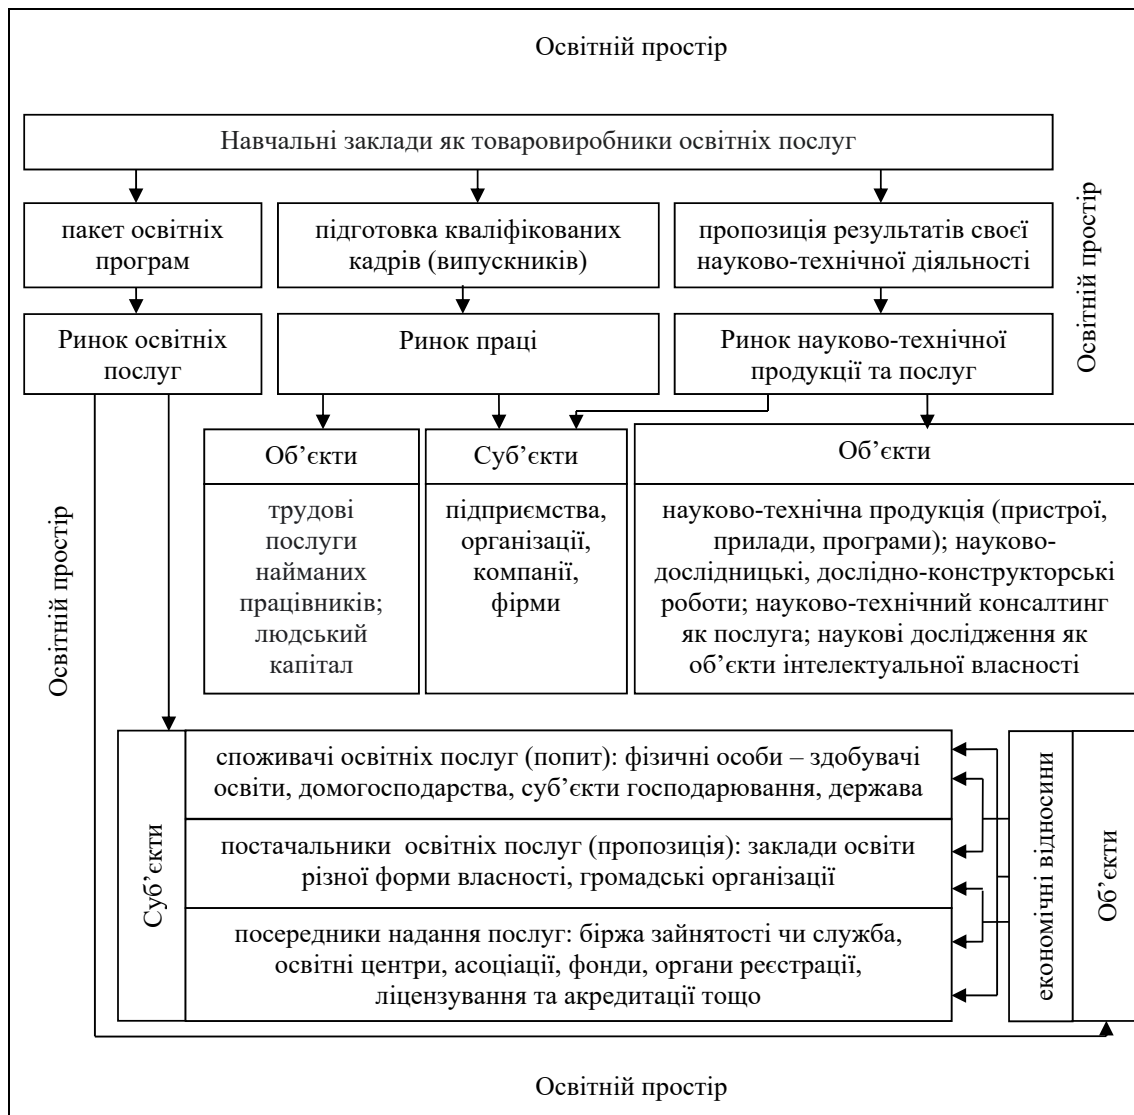 Освітній простір
Навчальні заклади як товаровиробники освітніх послуг
пакет освітніх
програм
підготовка кваліфікованих
кадрів (випускників)
пропозиція результатів своєї
науково-технічної діяльності
Освітній простір
Ринок освітніх
послуг
Ринок праці
Ринок науково-технічної
продукції та послуг
Об’єкти
трудові
послуги
найманих
працівників;
людський
капітал
Суб’єкти
підприємства,
організації,
компанії,
фірми
Об’єкти
науково-технічна продукція (пристрої,
прилади, програми); науково-
дослідницькі, дослідно-конструкторські
роботи; науково-технічний консалтинг
як послуга; наукові дослідження як
об’єкти інтелектуальної власності
Освітній простір
Суб’єкти
споживачі освітніх послуг (попит): фізичні особи – здобувачі
освіти, домогосподарства, суб’єкти господарювання, держава
постачальники освітніх послуг (пропозиція): заклади освіти
різної форми власності, громадські організації
посередники надання послуг: біржа зайнятості чи служба,
освітні центри, асоціації, фонди, органи реєстрації,
ліцензування та акредитації тощо
економічні відносини
Об’єкти
Освітній простір